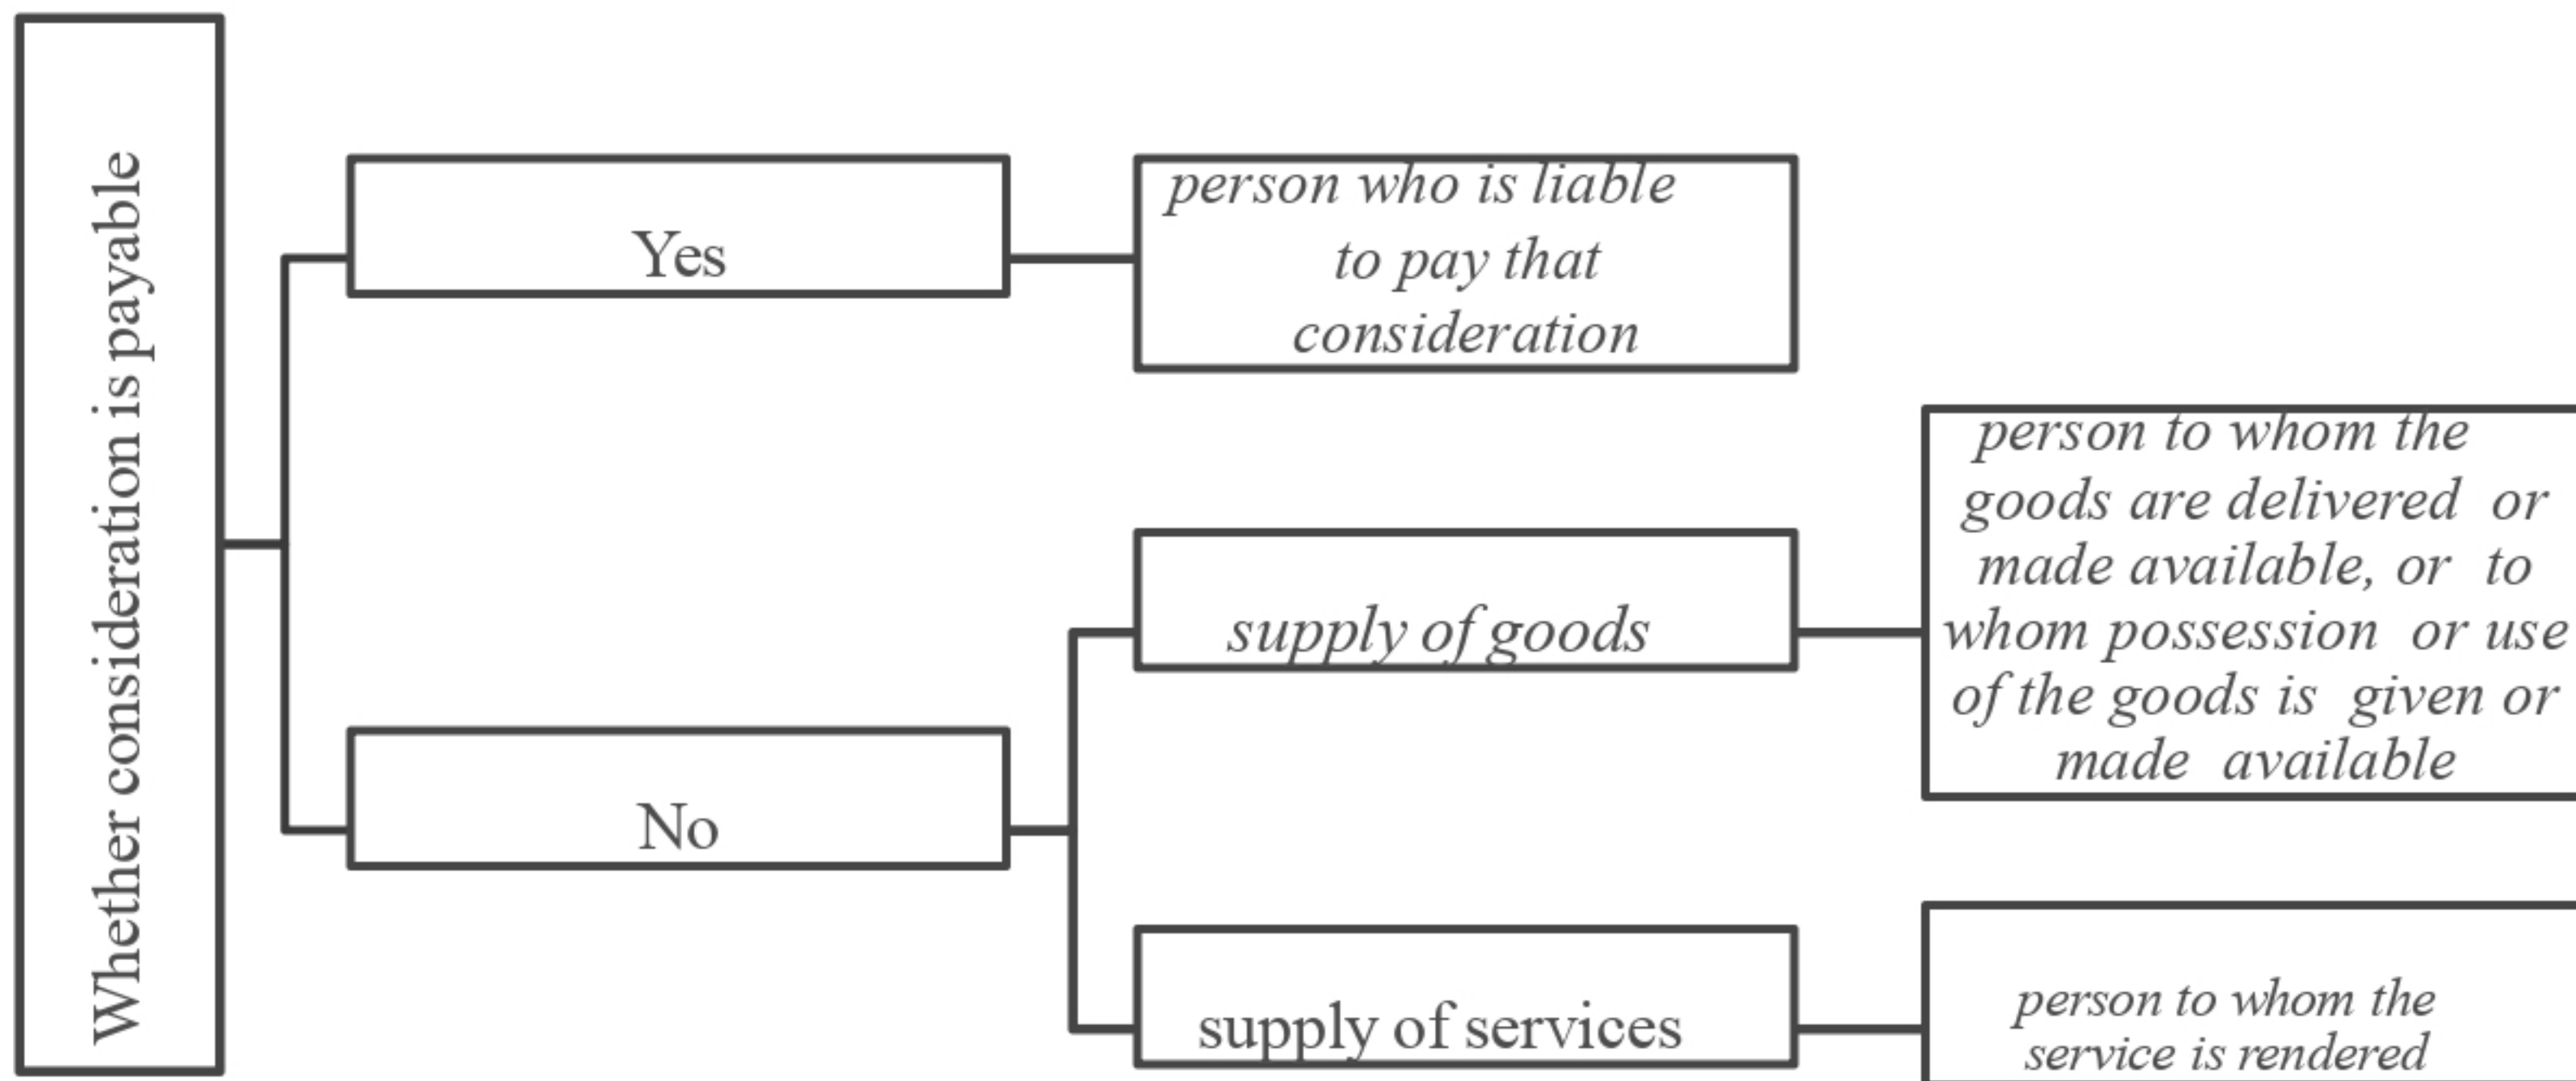 Whether consideration is payable
Yes
person who is liable
to pay that
consideration
No
supply of goods
person to whom the
goods are delivered or
made available, or to
whom possession or use
of the goods is given or
made available
supply of services
person to whom the
service is rendered